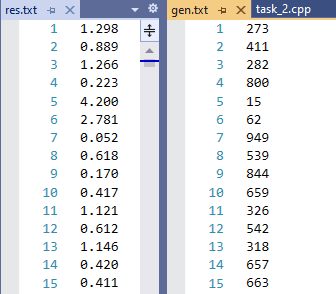 res.txt gen.txt task_2.cpp
1 1.298 1 273
2 0.889 2 411
3 1.266 3 282
4 0.223 4 800
5 4.200 5 15
6 2.781 6 62
7 0.052 7 949
8 0.618 8 539
9 0.170 9 844
10 0.417 10 659
11 1.121 11 326
12 0.612 12 542
13 1.146 13 318
14 0.420 14 657
15 0.411 15 663